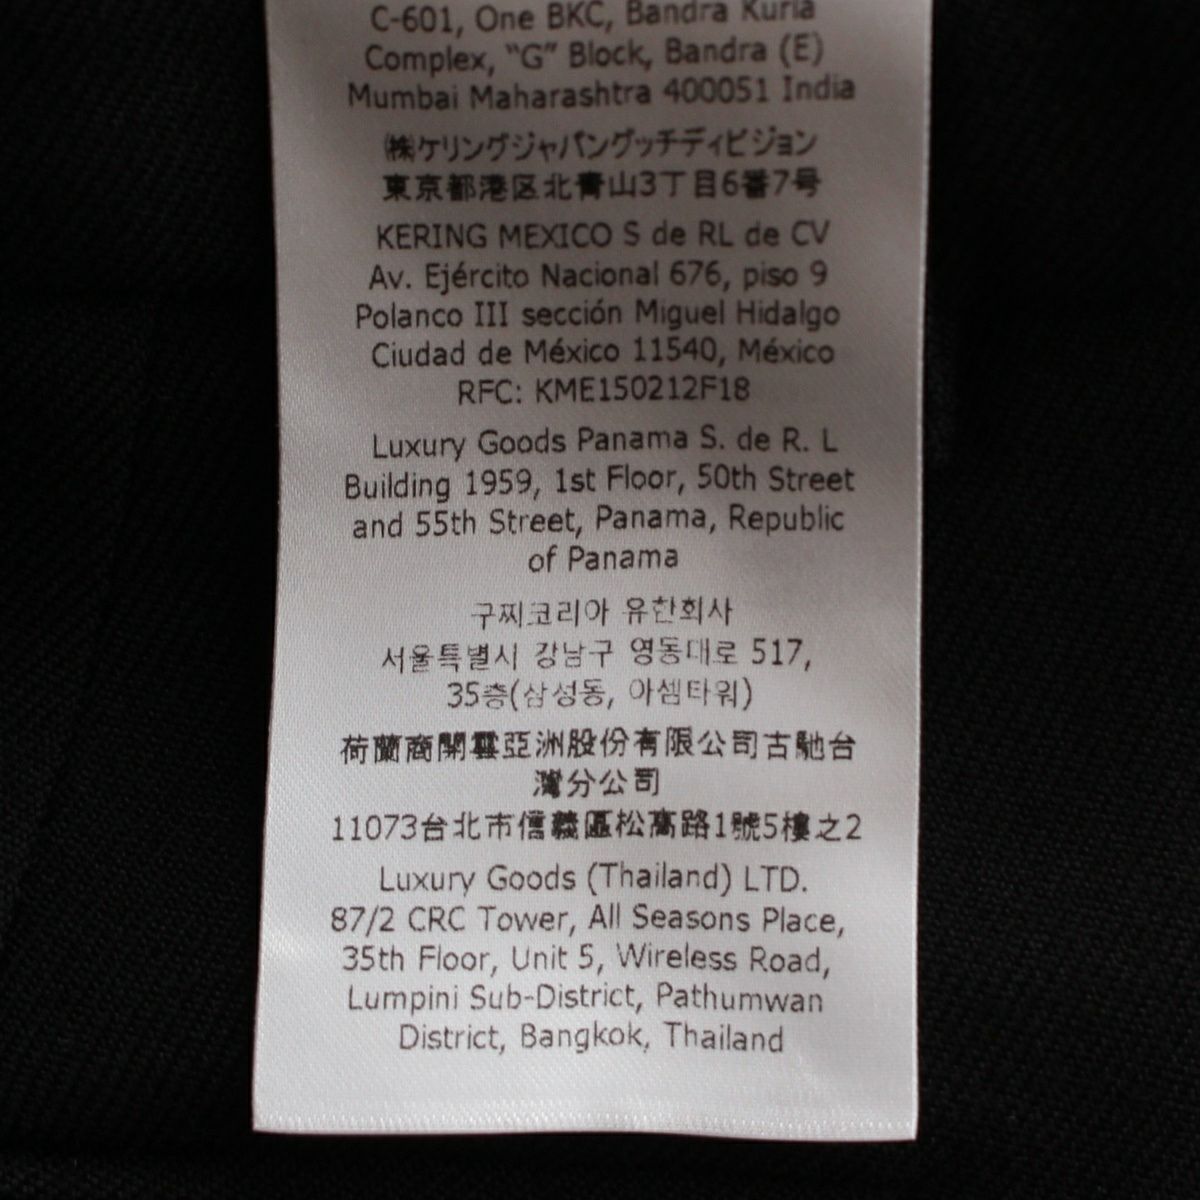 C-601, One BKC, Bandra Kurla
Complex, “G” Block, Bandra (E)
Mumbai Maharashtra 400051 India
㈱ケリングジャパングッチディビジョン
東京都港区北青山3丁目6番7号
KERING MEXICO S de RL de CV
Av. Ejército Nacional 676, piso 9
Polanco III sección Miguel Hidalgo
Ciudad de México 11540, México
RFC: KME150212F18
Luxury Goods Panama S. de R. L
Building 1959, 1st Floor, 50th Street
and 55th Street, Panama, Republic
of Panama
구찌코리아 유한회사
서울특별시 강남구 영동대로 517,
35층(삼성동, 아셈타워)
荷蘭商開雲亞洲股份有限公司古馳台
灣分公司
11073台北市信義區松高路1號5樓之2
Luxury Goods (Thailand) LTD.
87/2 CRC Tower, All Seasons Place,
35th Floor, Unit 5, Wireless Road,
Lumpini Sub-District, Pathumwan
District, Bangkok, Thailand